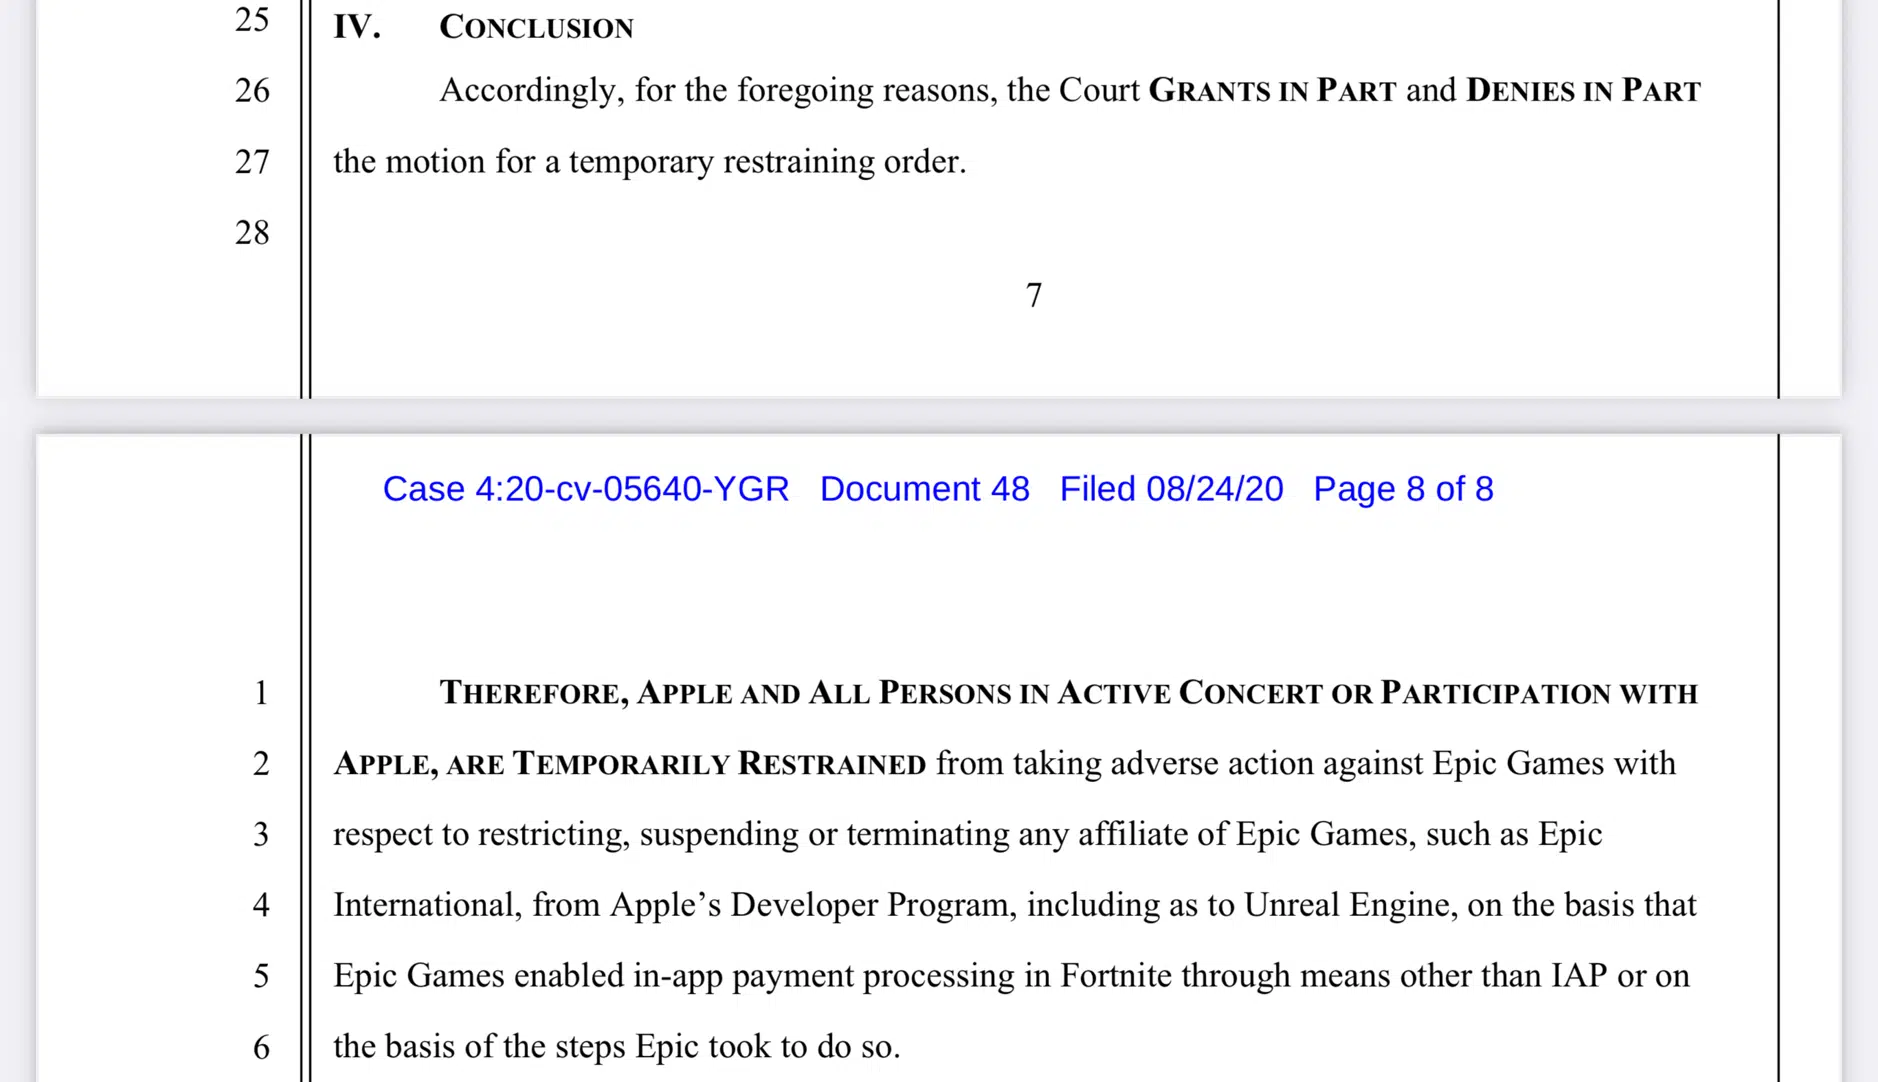 25 IV. CONCLUSION
26 Accordingly, for the foregoing reasons, the Court GRANTS IN PART and DENIES IN PART
27 the motion for a temporary restraining order.
28
7
Case 4:20-cv-05640-YGR Document 48 Filed 08/24/20 Page 8 of 8
1 THEREFORE, APPLE AND ALL PERSONS IN ACTIVE CONCERT OR PARTICIPATION WITH
2 APPLE, ARE TEMPORARILY RESTRAINED from taking adverse action against Epic Games with
3 respect to restricting, suspending or terminating any affiliate of Epic Games, such as Epic
4 International, from Apple’s Developer Program, including as to Unreal Engine, on the basis that
5 Epic Games enabled in-app payment processing in Fortnite through means other than IAP or on
6 the basis of the steps Epic took to do so.